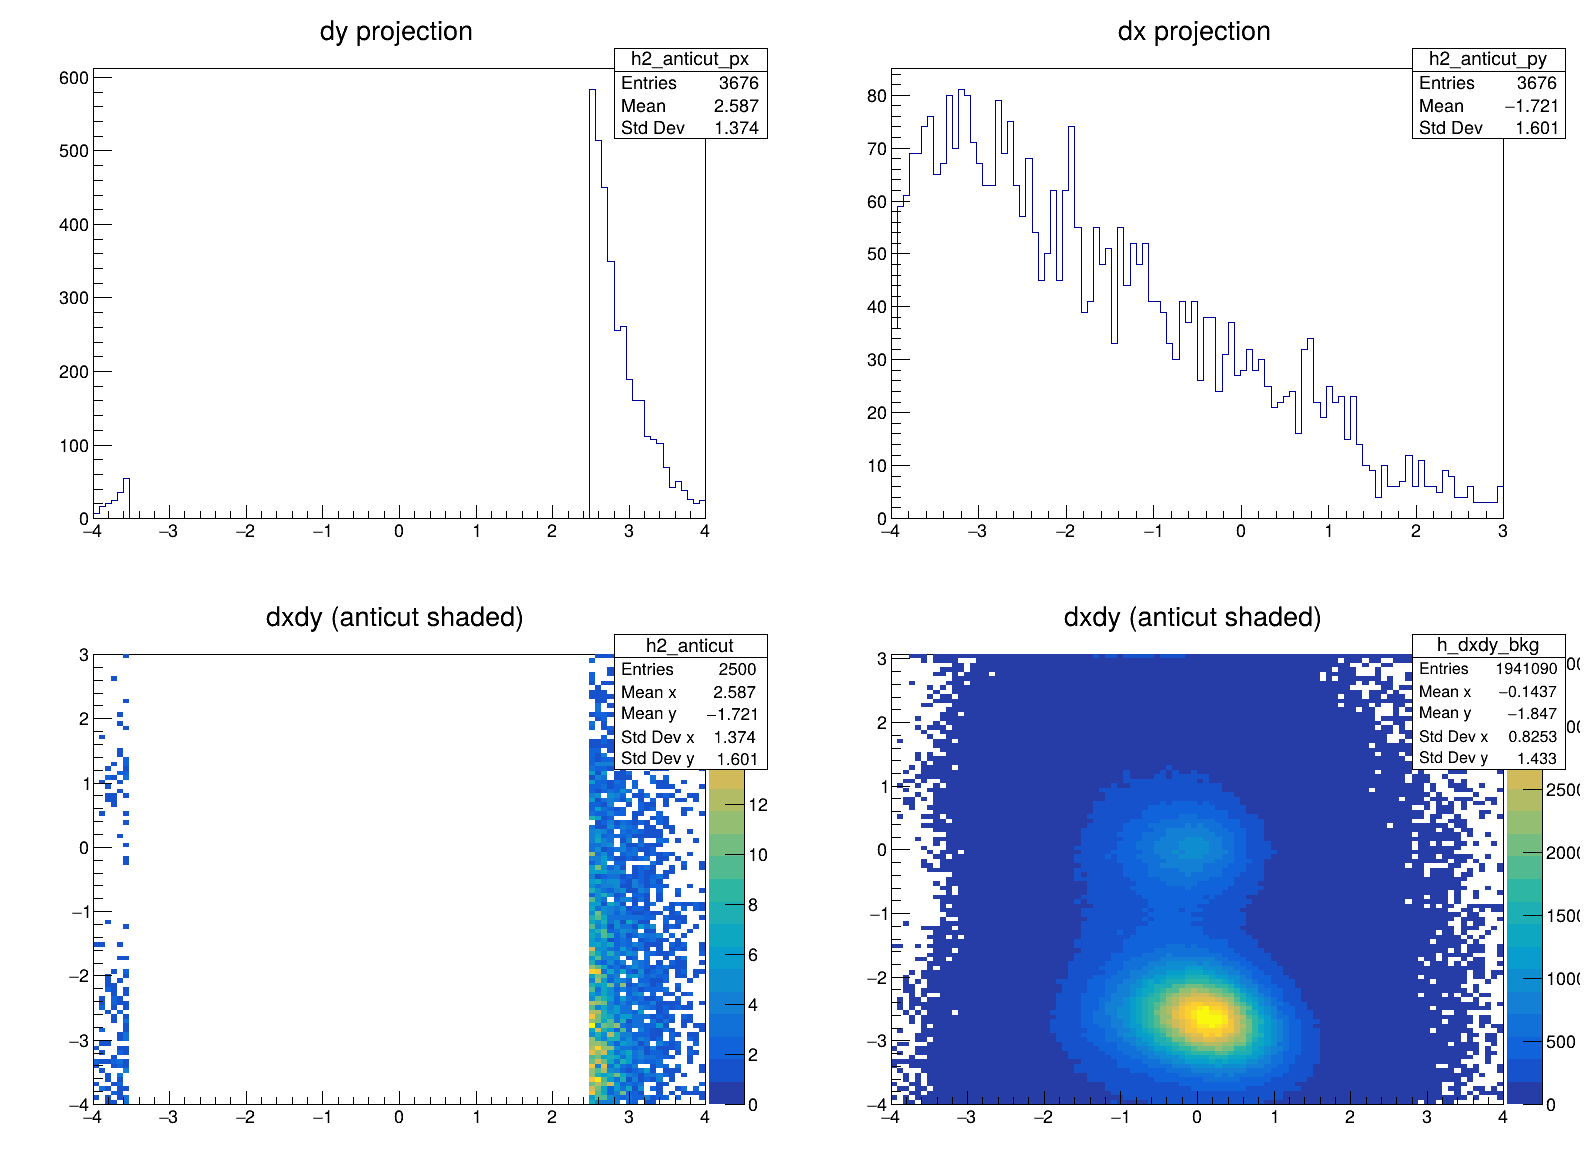 dy projection
h2_anticut_px
Entries 3676
Mean 2.587
Std Dev 1.374
600
500
400
300
200
100
0
−4 −3 −2 −1 0 1 2 3 4
dx projection
h2_anticut_py
Entries 3676
Mean −1.721
Std Dev 1.601
80
70
60
50
40
30
20
10
0
−4 −3 −2 −1 0 1 2 3
dxdy (anticut shaded)
h2_anticut
Entries 2500
Mean x 2.587
Mean y −1.721
Std Dev x 1.374
Std Dev y 1.601
3
2
1
0
−1
−2
−3
−4
−4 −3 −2 −1 0 1 2 3 4
12
10
8
6
4
2
0
dxdy (anticut shaded)
h_dxdy_bkg
Entries 1941090
Mean x −0.1437
Mean y −1.847
Std Dev x 0.8253
Std Dev y 1.433
3
2
1
0
−1
−2
−3
−4
−4 −3 −2 −1 0 1 2 3 4
00
00
2500
2000
1500
1000
500
0